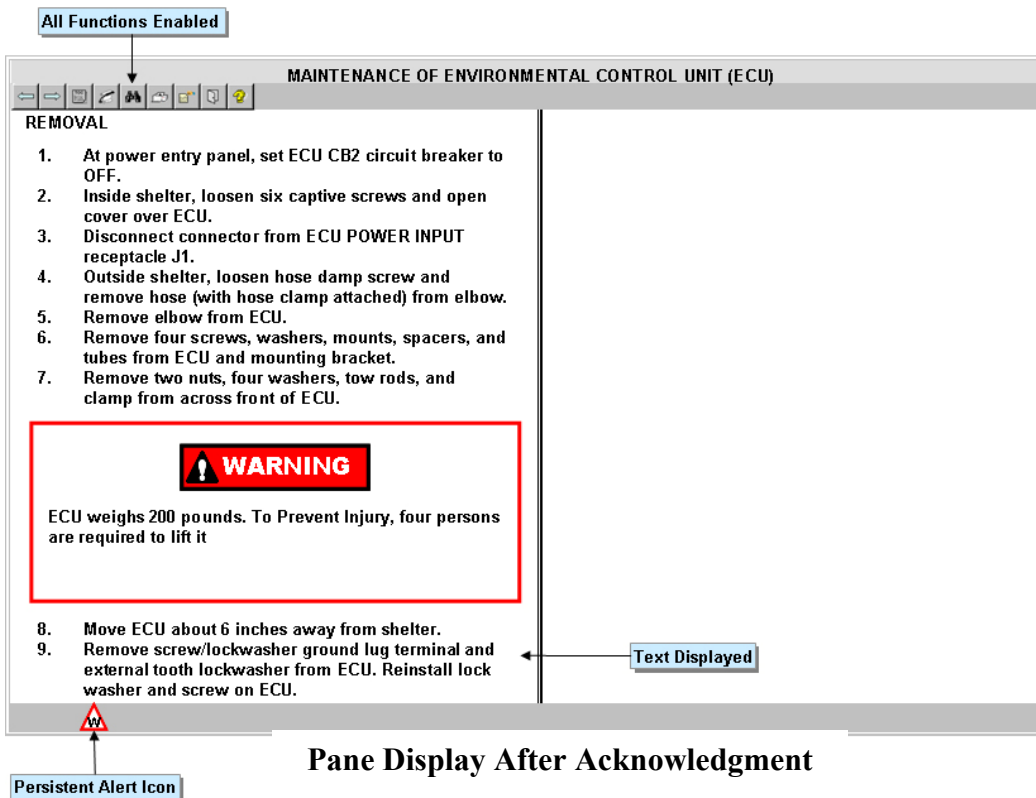 All Functions Enabled
MAINTENANCE OF ENVIRONMENTAL CONTROL UNIT (ECU)
REMOVAL
1. At power entry panel, set ECU CB2 circuit breaker to
OFF.
2. Inside shelter, loosen six captive screws and open
cover over ECU.
3. Disconnect connector from ECU POWER INPUT
receptacle J1.
4. Outside shelter, loosen hose damp screw and
remove hose (with hose clamp attached) from elbow.
5. Remove elbow from ECU.
6. Remove four screws, washers, mounts, spacers, and
tubes from ECU and mounting bracket.
7. Remove two nuts, four washers, tow rods, and
clamp from across front of ECU.
! WARNING
ECU weighs 200 pounds. To Prevent Injury, four persons
are required to lift it
8. Move ECU about 6 inches away from shelter.
9. Remove screw/lockwasher ground lug terminal and
external tooth lockwasher from ECU. Reinstall lock
washer and screw on ECU.
Text Displayed
W
Pane Display After Acknowledgment
Persistent Alert Icon